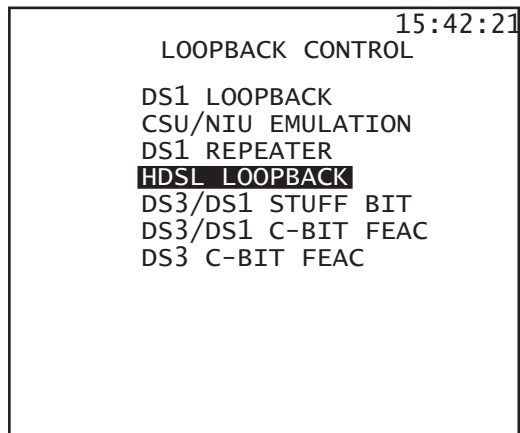 15:42:21
LOOPBACK CONTROL
DS1 LOOPBACK
CSU/NIU EMULATION
DS1 REPEATER
HDSL LOOPBACK
DS3/DS1 STUFF BIT
DS3/DS1 C-BIT FEAC
DS3 C-BIT FEAC